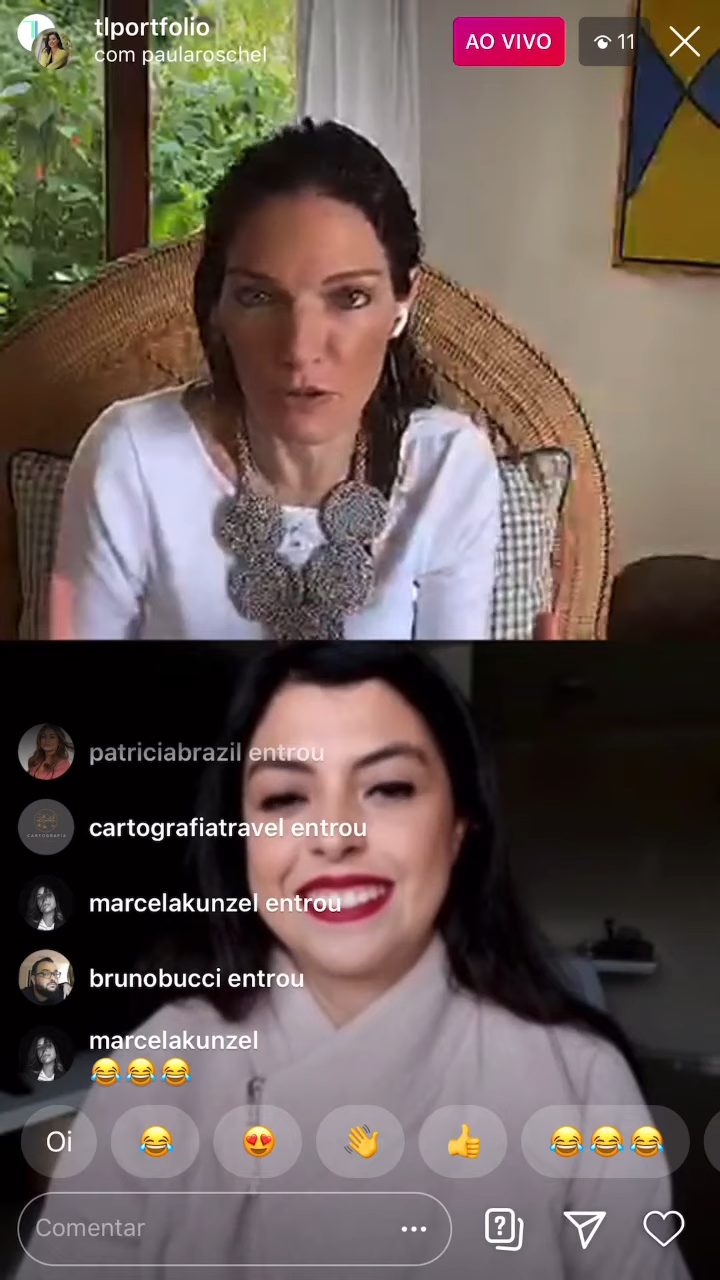 tlportfolio
com paularoschel
AO VIVO
11
patriciabrazil entrou
cartografiatravel entrou
marcelakunzel entrou
brunobucci entrou
marcelakunzel
😂😂😂
Oi 😂 😍 👋 👍 😂😂😂
Comentar